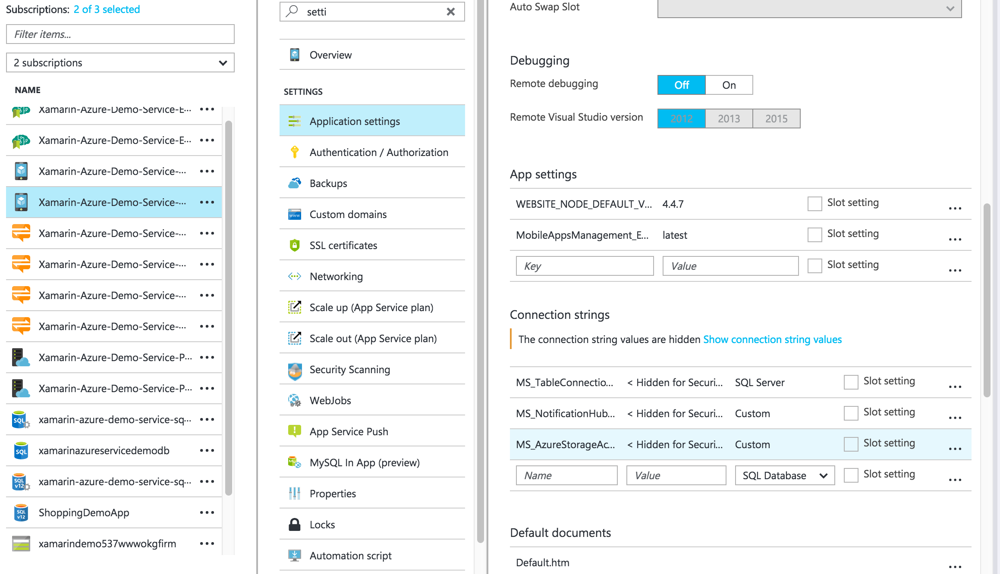 Subscriptions: 2 of 3 selected
Filter items...
2 subscriptions
NAME
Xamarin-Azure-Demo-Service-E...
Xamarin-Azure-Demo-Service-E...
Xamarin-Azure-Demo-Service-...
Xamarin-Azure-Demo-Service-...
Xamarin-Azure-Demo-Service-...
Xamarin-Azure-Demo-Service-...
Xamarin-Azure-Demo-Service-...
Xamarin-Azure-Demo-Service-...
Xamarin-Azure-Demo-Service-P...
Xamarin-Azure-Demo-Service-P...
SQL xamarin-azure-demo-service-sq...
SQL xamarinazureservicedemodb
SQL v12 xamarin-azure-demo-service-sq...
SQL v12 ShoppingDemoApp
xamarindemo537wwwokgfirm
setti
Overview
SETTINGS
Application settings
Authentication / Authorization
Backups
www Custom domains
SSL certificates
Networking
Scale up (App Service plan)
Scale out (App Service plan)
Security Scanning
WebJobs
App Service Push
My MySQL In App (preview)
Properties
Locks
Automation script
Auto Swap Slot
Debugging
Remote debugging Off On
Remote Visual Studio version 2012 2013 2015
App settings
WEBSITE_NODE_DEFAULT_V... 4.4.7 Slot setting
MobileAppsManagement_E... latest Slot setting
Key Value Slot setting
Connection strings
The connection string values are hidden Show connection string values
MS_TableConnectio... < Hidden for Securi... SQL Server Slot setting
MS_NotificationHub... < Hidden for Securi... Custom Slot setting
MS_AzureStorageAc... < Hidden for Securi... Custom Slot setting
Name Value SQL Database Slot setting
Default documents
Default.htm